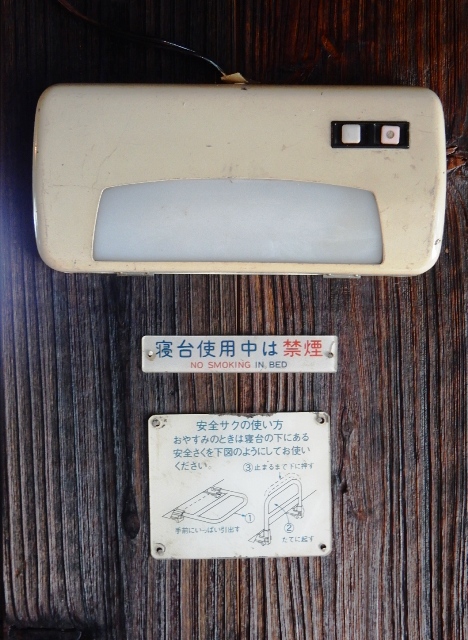 寝台使用中は禁煙
NO SMOKING IN BED
安全サクの使い方
おやすみのときは寝台の下にある
安全さくを下図のようにしてお使い
ください。
③止まるまで下に押す
①
手前にいっぱい引出す
②
たてに起す